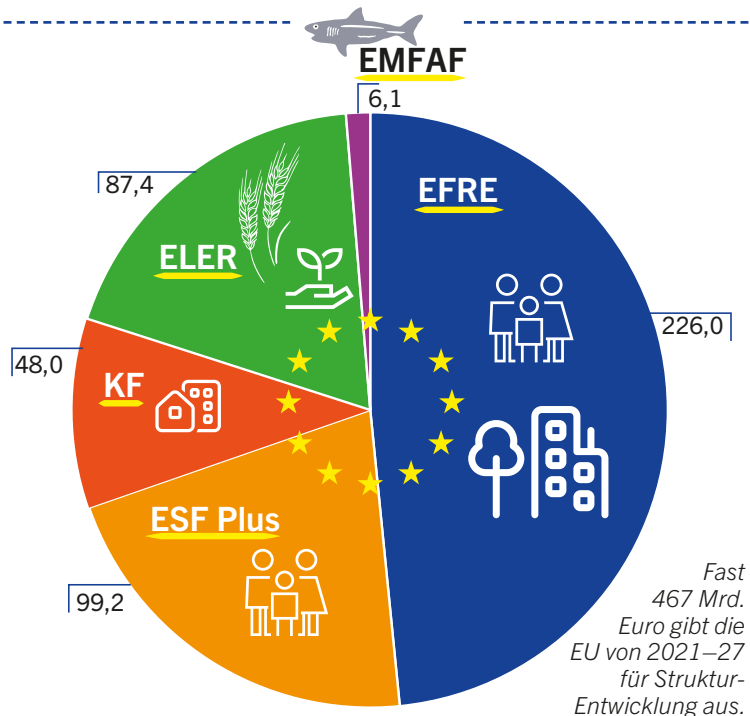 EMFAF
6,1
EFRE
87,4
ELER
226,0
48,0
KF
ESF Plus
99,2
Fast
467 Mrd.
Euro gibt die
EU von 2021–27
für Struktur-
Entwicklung aus.